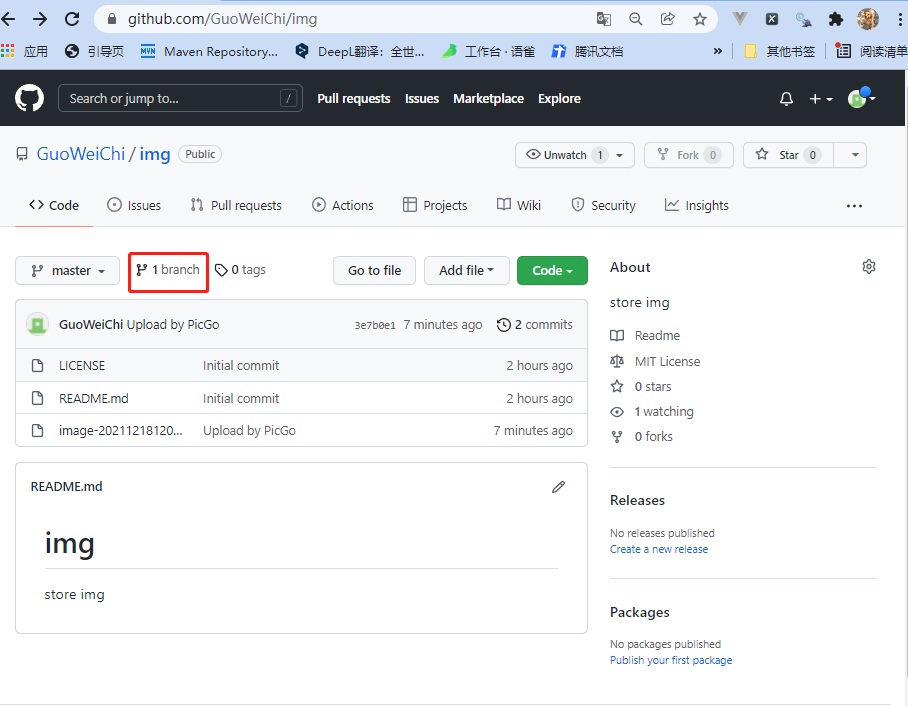 github.com/GuoWeiChi/img
应用 引导页 Maven Repository... DeepL翻译：全世... 工作台 · 语雀 腾讯文档 » 其他书签 阅读清单
Search or jump to... / Pull requests Issues Marketplace Explore
GuoWeiChi / img Public Unwatch 1 Fork 0 Star 0
Code Issues Pull requests Actions Projects Wiki Security Insights ...
master 1 branch 0 tags Go to file Add file Code
About
store img
GuoWeiChi Upload by PicGo 3e7b0e1 7 minutes ago 2 commits
LICENSE Initial commit 2 hours ago
README.md Initial commit 2 hours ago
image-20211218120... Upload by PicGo 7 minutes ago
Readme
MIT License
0 stars
1 watching
0 forks
README.md
img
store img
Releases
No releases published
Create a new release
Packages
No packages published
Publish your first package